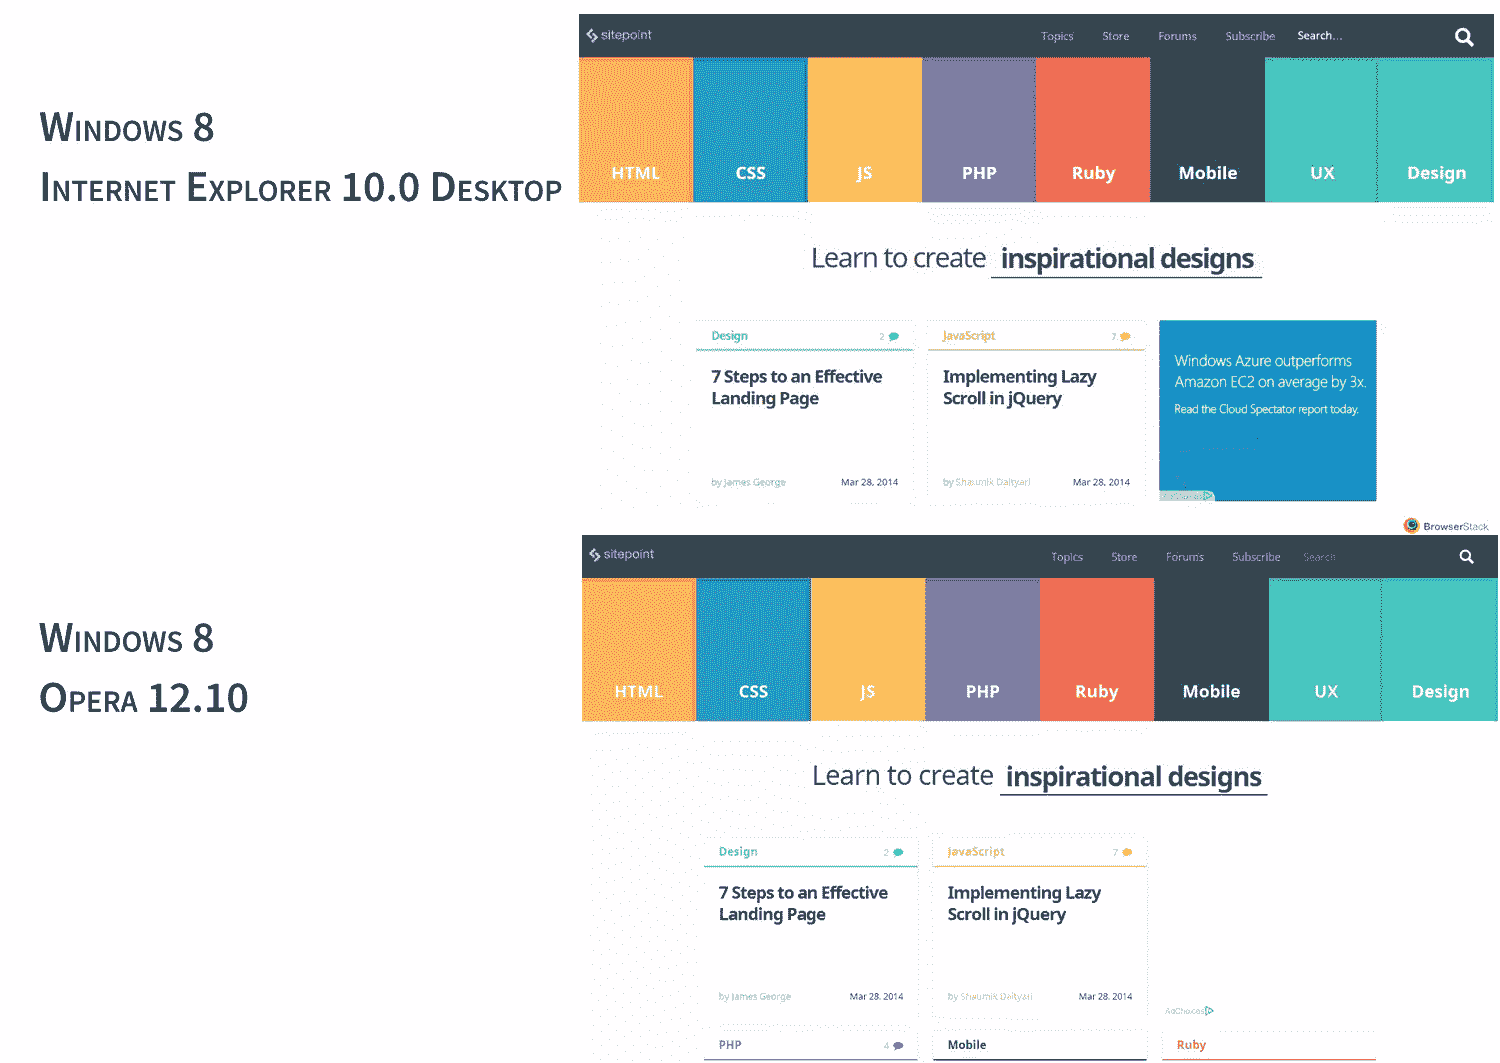 Windows 8
Internet Explorer 10.0 Desktop
sitepoint
Topics Store Forums Subscribe Search...
HTML CSS JS PHP Ruby Mobile UX Design
Learn to create inspirational designs
Design 2 JavaScript 7
7 Steps to an Effective
Landing Page
Implementing Lazy
Scroll in jQuery
Windows Azure outperforms
Amazon EC2 on average by 3x.
Read the Cloud Spectator report today.
by James George Mar 28, 2014
by Shaumik Daityari Mar 28, 2014
AdChoices
BrowserStack
Windows 8
Opera 12.10
sitepoint
Topics Store Forums Subscribe Search
HTML CSS JS PHP Ruby Mobile UX Design
Learn to create inspirational designs
Design 2 JavaScript 7
7 Steps to an Effective
Landing Page
Implementing Lazy
Scroll in jQuery
by James George Mar 28, 2014
by Shaumik Daityari Mar 28, 2014
AdChoices
PHP 4 Mobile Ruby